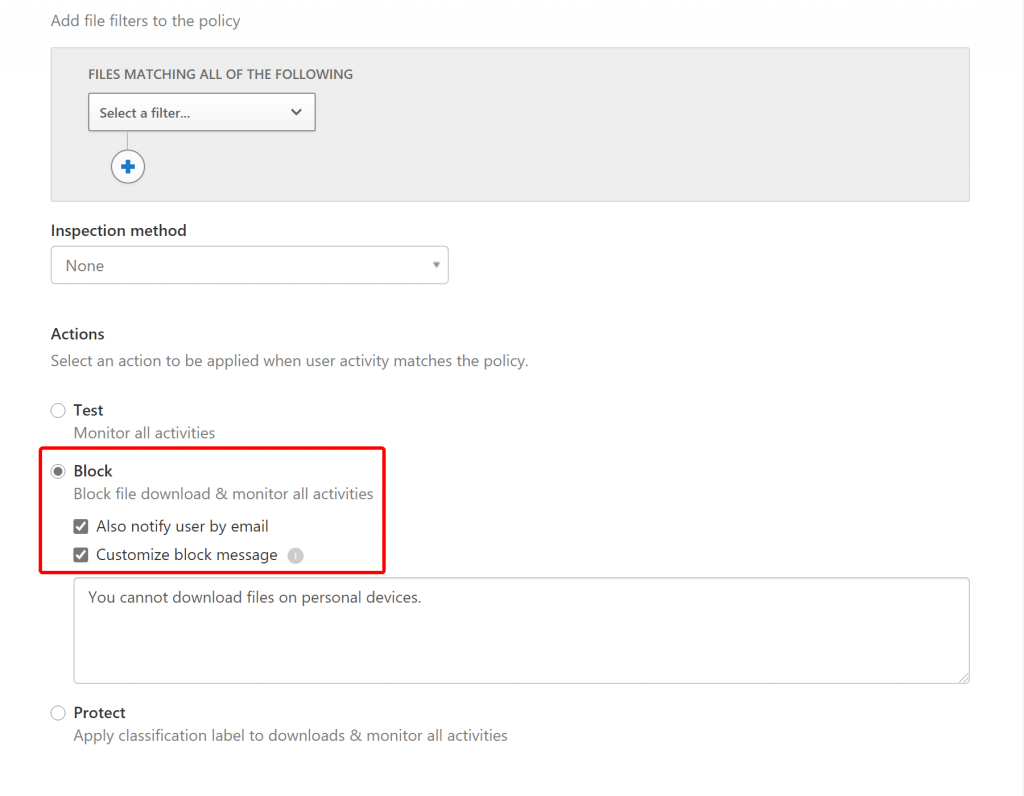 Add file filters to the policy
FILES MATCHING ALL OF THE FOLLOWING
Select a filter...
Inspection method
None
Actions
Select an action to be applied when user activity matches the policy.
Test
Monitor all activities
Block
Block file download & monitor all activities
Also notify user by email
Customize block message
You cannot download files on personal devices.
Protect
Apply classification label to downloads & monitor all activities